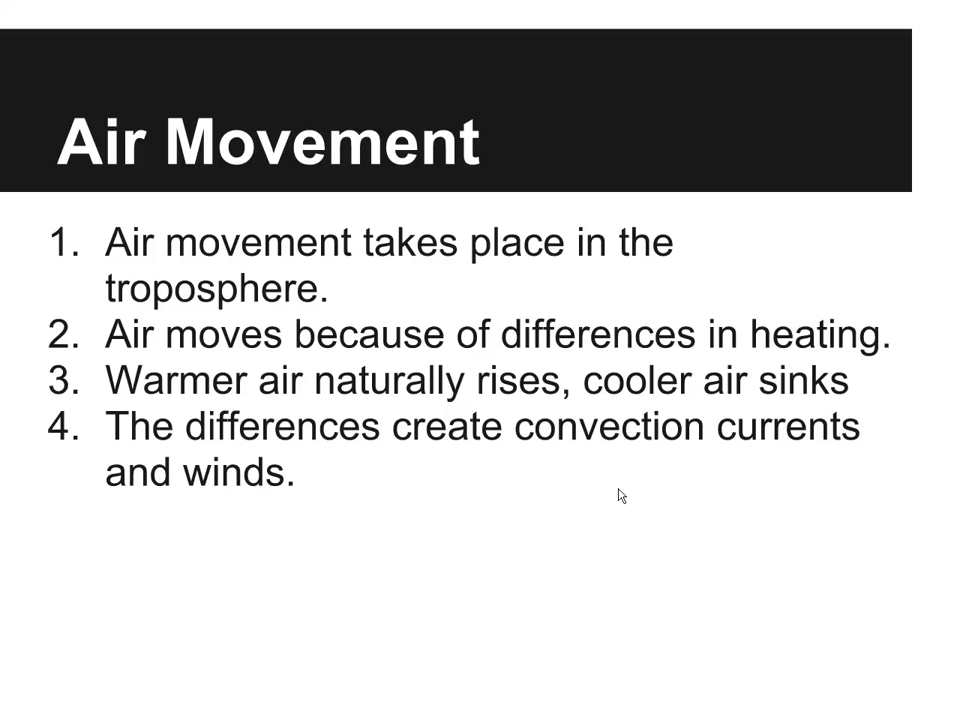 Air Movement
1. Air movement takes place in the
troposphere.
2. Air moves because of differences in heating.
3. Warmer air naturally rises, cooler air sinks
4. The differences create convection currents
and winds.